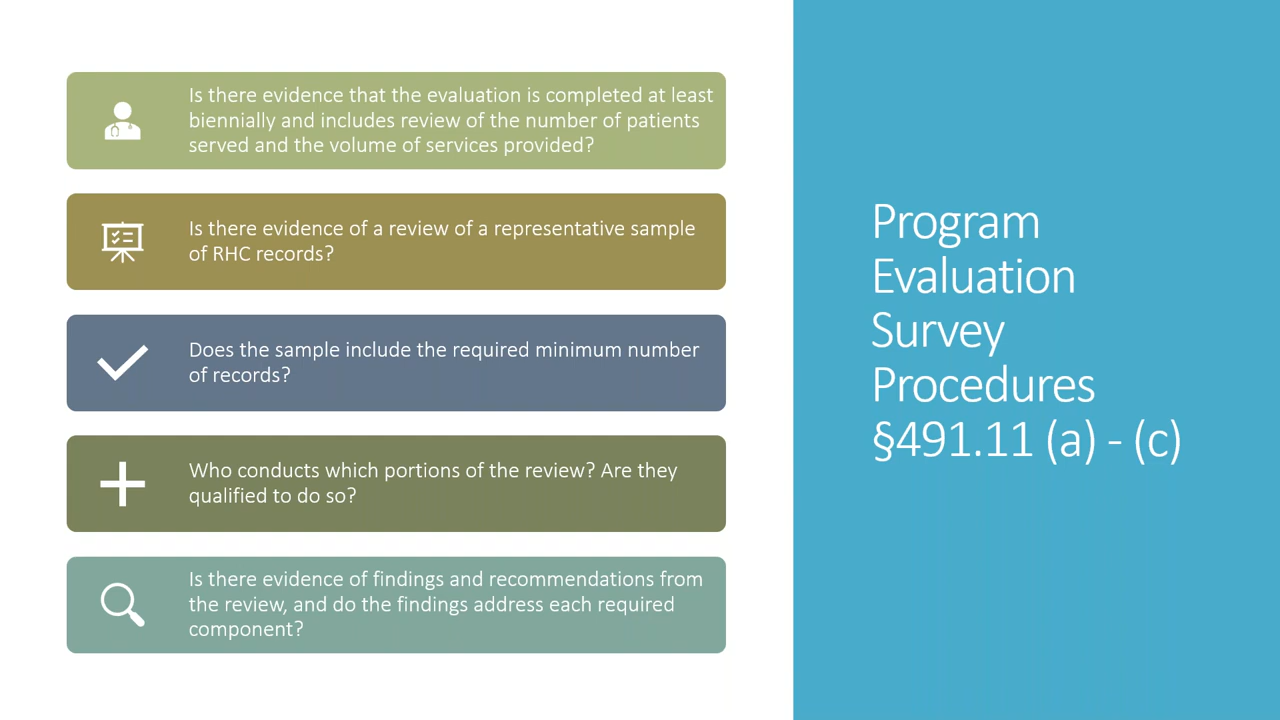 Is there evidence that the evaluation is completed at least
biennially and includes review of the number of patients
served and the volume of services provided?
Is there evidence of a review of a representative sample
of RHC records?
Does the sample include the required minimum number
of records?
Who conducts which portions of the review? Are they
qualified to do so?
Is there evidence of findings and recommendations from
the review, and do the findings address each required
component?
Program
Evaluation
Survey
Procedures
§491.11 (a) - (c)